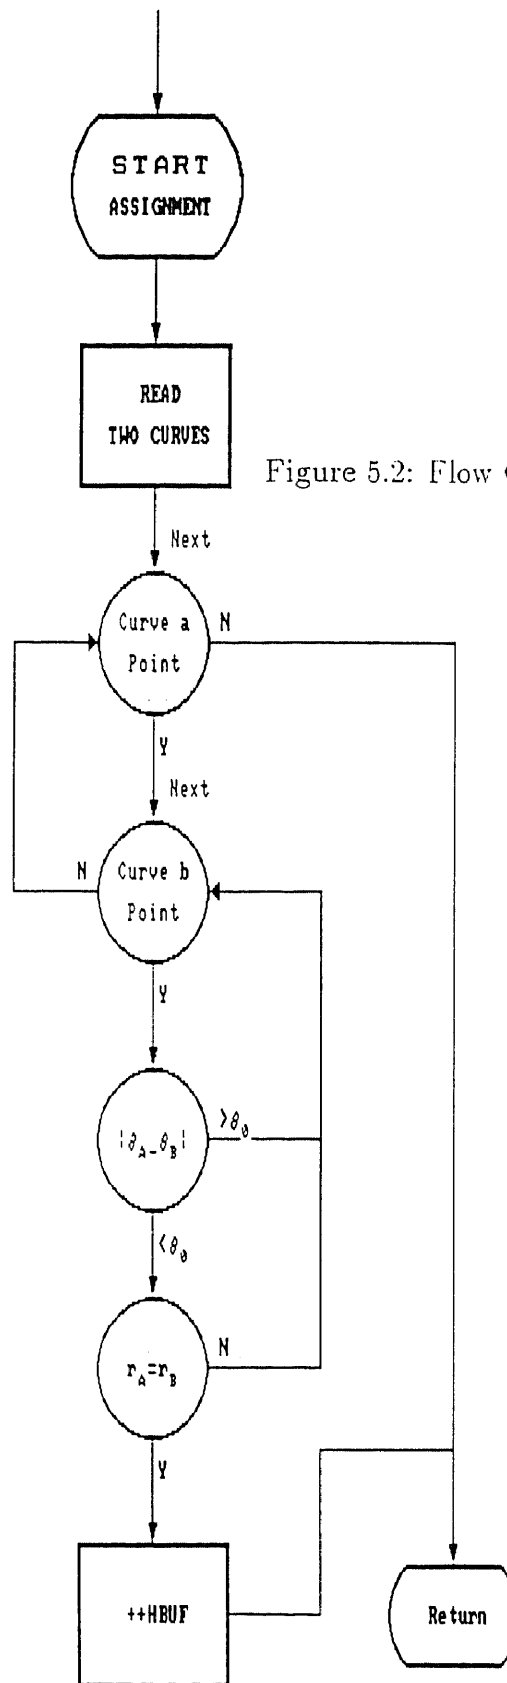 START
ASSIGNMENT
READ
TWO CURVES
Figure 5.2: Flow
Next
Curve a
Point
N
Y
Next
Curve b
Point
N
Y
|θA-θB|
>θ0
<θ0
rA=rB
N
Y
++HBUF
Return